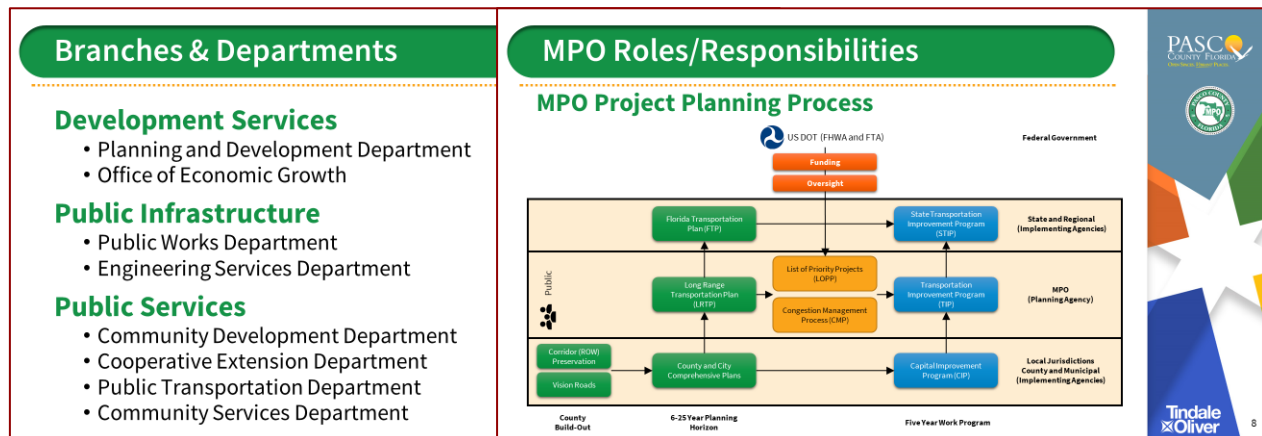 Branches & Departments
Development Services
• Planning and Development Department
• Office of Economic Growth
Public Infrastructure
• Public Works Department
• Engineering Services Department
Public Services
• Community Development Department
• Cooperative Extension Department
• Public Transportation Department
• Community Services Department
MPO Roles/Responsibilities
MPO Project Planning Process
US DOT (FHWA and FTA)
Federal Government
Funding
Oversight
Florida Transportation
Plan (FTP)
State Transportation
Improvement Program
(STIP)
State and Regional
(Implementing Agencies)
Public
Long Range
Transportation Plan
(LRTP)
List of Priority Projects
(LOPP)
Congestion Management
Process (CMP)
Transportation
Improvement Program
(TIP)
MPO
(Planning Agency)
Corridor (ROW)
Preservation
Vision Roads
County and City
Comprehensive Plans
Capital Improvement
Program (CIP)
Local Jurisdictions
County and Municipal
(Implementing Agencies)
County
Build-Out
6-25 Year Planning
Horizon
Five Year Work Program
PASCO
COUNTY FLORIDA
PASCO COUNTY
MPO
FLORIDA
Tindale
Oliver
8